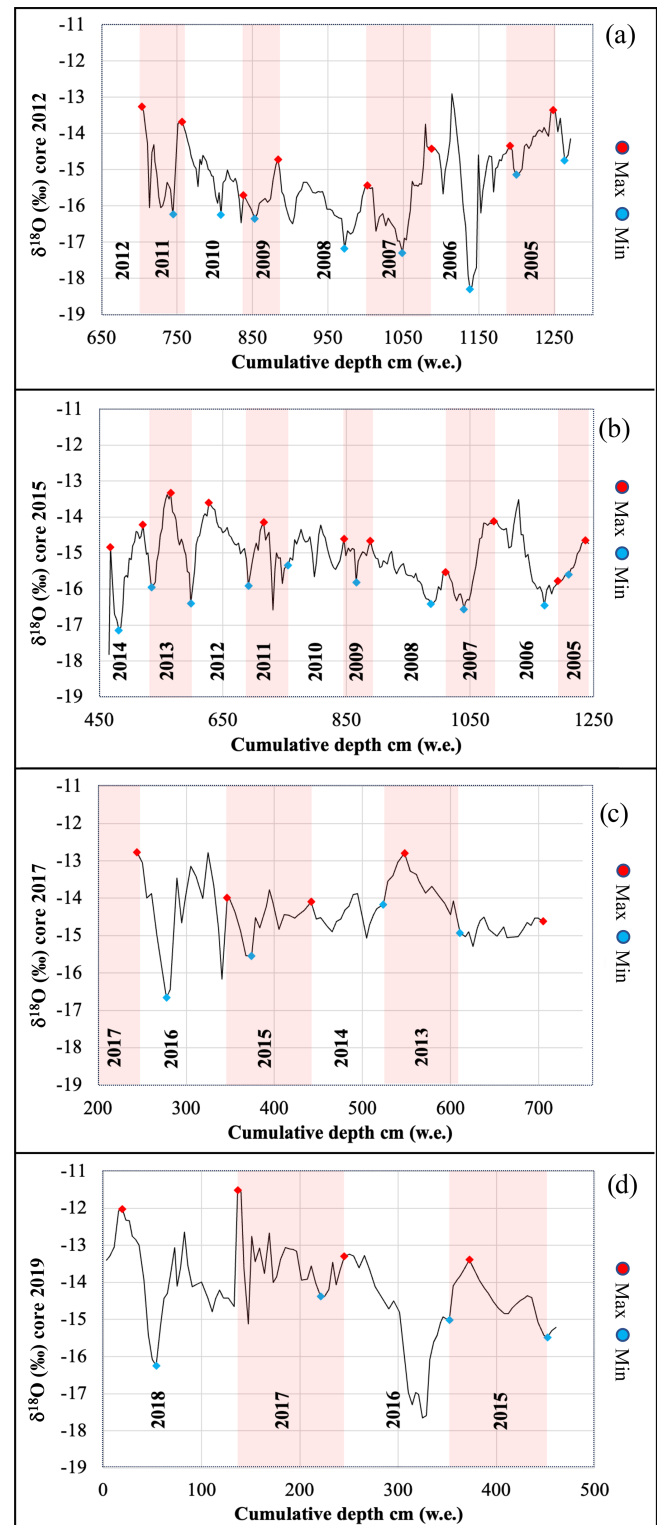 (a)
-11
-12
-13
-14
-15
-16
-17
-18
-19
δ¹⁸O (‰) core 2012
2012
2011
2010
2009
2008
2007
2006
2005
650 750 850 950 1050 1150 1250
Cumulative depth cm (w.e.)
Max
Min
(b)
-11
-12
-13
-14
-15
-16
-17
-18
-19
δ¹⁸O (‰) core 2015
2014
2013
2012
2011
2010
2009
2008
2007
2006
2005
450 650 850 1050 1250
Cumulative depth cm (w.e.)
Max
Min
(c)
-11
-12
-13
-14
-15
-16
-17
-18
-19
δ¹⁸O (‰) core 2017
2017
2016
2015
2014
2013
200 300 400 500 600 700
Cumulative depth cm (w.e.)
Max
Min
(d)
-11
-12
-13
-14
-15
-16
-17
-18
-19
δ¹⁸O (‰) core 2019
2018
2017
2016
2015
0 100 200 300 400 500
Cumulative depth cm (w.e.)
Max
Min